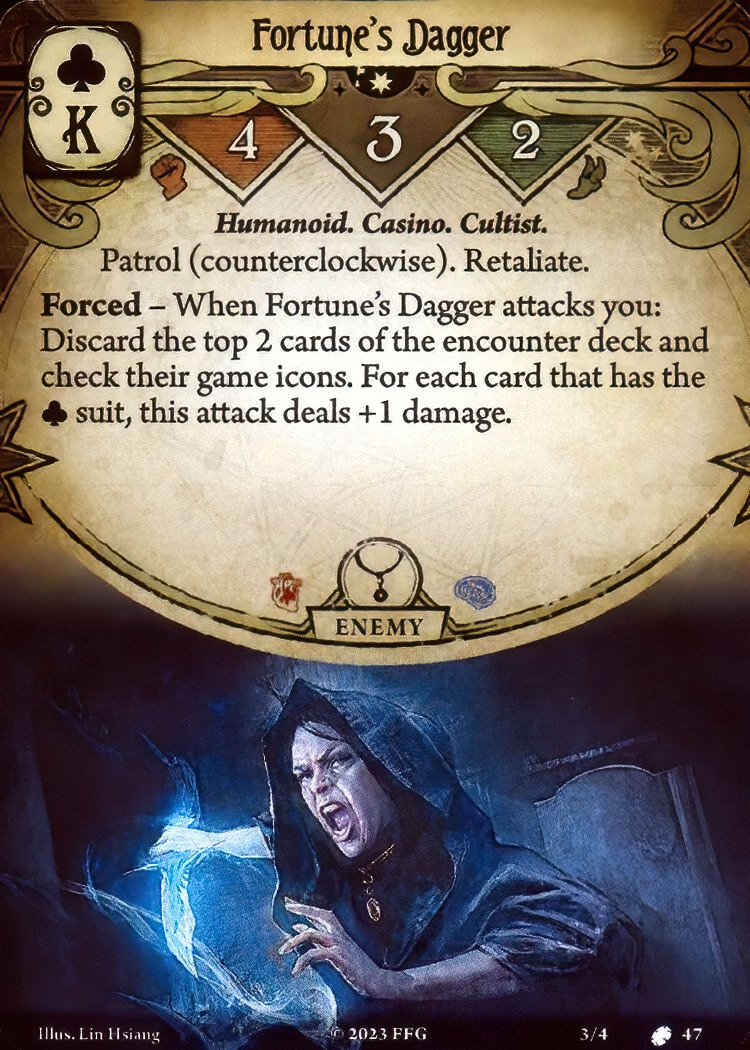 Fortune's Dagger
K
4
3
2
Humanoid. Casino. Cultist.
Patrol (counterclockwise). Retaliate.
Forced – When Fortune's Dagger attacks you:
Discard the top 2 cards of the encounter deck and
check their game icons. For each card that has the
♣ suit, this attack deals +1 damage.
ENEMY
Illus. Lin Hsiang
© 2023 FFG
3/4
47